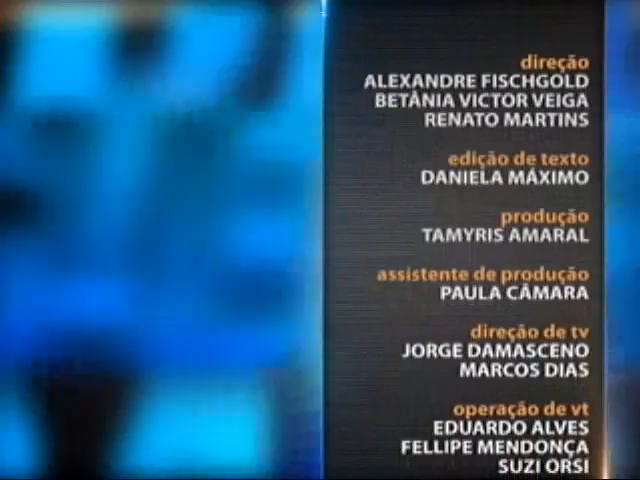 direção
ALEXANDRE FISCHGOLD
BETÂNIA VICTOR VEIGA
RENATO MARTINS
edição de texto
DANIELA MÁXIMO
produção
TAMYRIS AMARAL
assistente de produção
PAULA CÂMARA
direção de tv
JORGE DAMASCENO
MARCOS DIAS
operação de vt
EDUARDO ALVES
FELLIPE MENDONÇA
SUZI ORSI